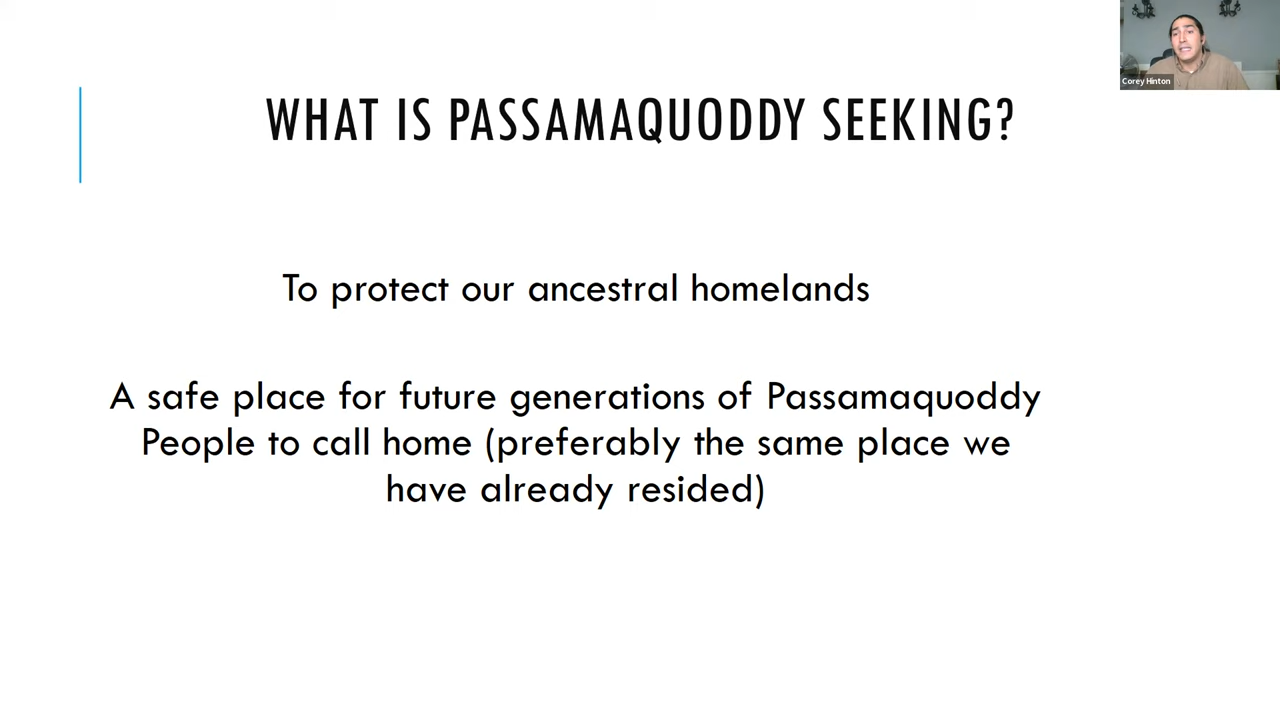 WHAT IS PASSAMAQUODDY SEEKING?
To protect our ancestral homelands
A safe place for future generations of Passamaquoddy
People to call home (preferably the same place we
have already resided)
Corey Hinton